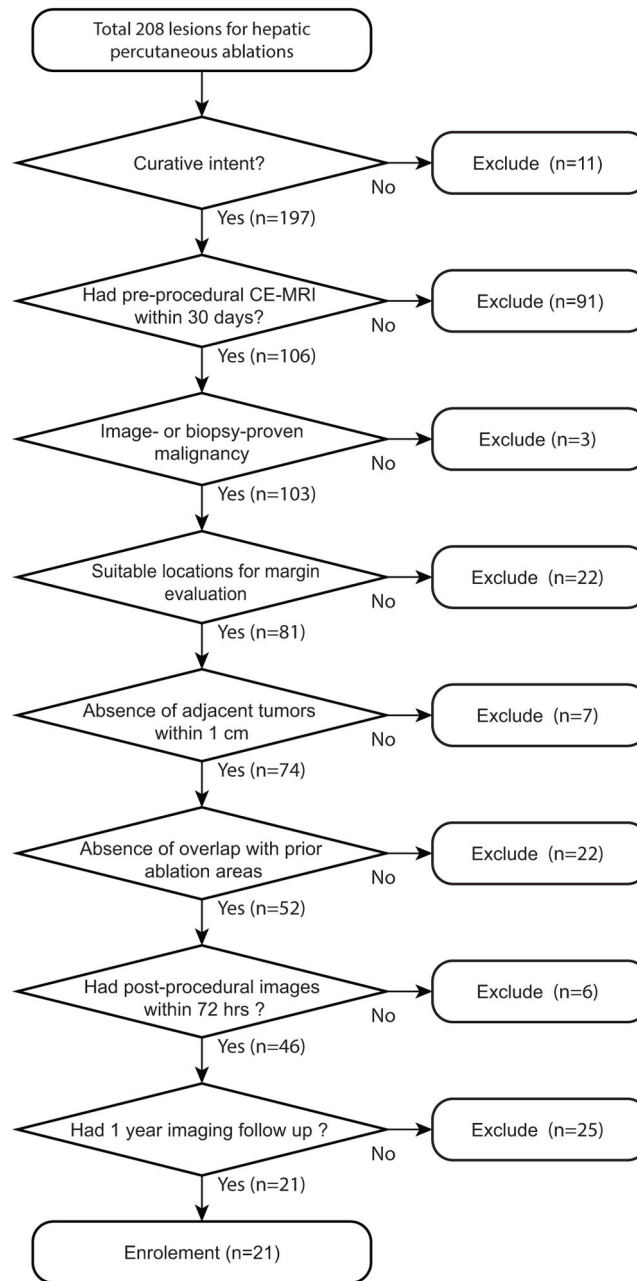 Total 208 lesions for hepatic
percutaneous ablations
Curative intent?
No
Exclude (n=11)
Yes (n=197)
Had pre-procedural CE-MRI
within 30 days?
No
Exclude (n=91)
Yes (n=106)
Image- or biopsy-proven
malignancy
No
Exclude (n=3)
Yes (n=103)
Suitable locations for margin
evaluation
No
Exclude (n=22)
Yes (n=81)
Absence of adjacent tumors
within 1 cm
No
Exclude (n=7)
Yes (n=74)
Absence of overlap with prior
ablation areas
No
Exclude (n=22)
Yes (n=52)
Had post-procedural images
within 72 hrs ?
No
Exclude (n=6)
Yes (n=46)
Had 1 year imaging follow up ?
No
Exclude (n=25)
Yes (n=21)
Enrolement (n=21)